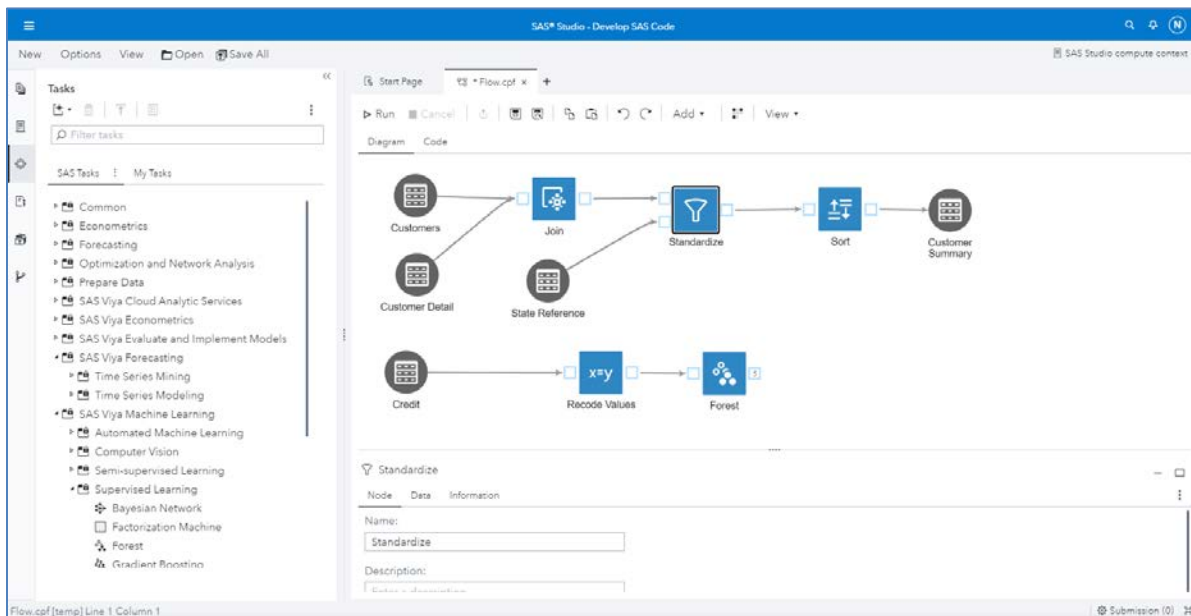 SAS® Studio - Develop SAS Code
N
New Options View Open Save All
SAS Studio compute context
Tasks
Filter tasks
SAS Tasks My Tasks
Common
Econometrics
Forecasting
Optimization and Network Analysis
Prepare Data
SAS Viya Cloud Analytic Services
SAS Viya Econometrics
SAS Viya Evaluate and Implement Models
SAS Viya Forecasting
Time Series Mining
Time Series Modeling
SAS Viya Machine Learning
Automated Machine Learning
Computer Vision
Semi-supervised Learning
Supervised Learning
Bayesian Network
Factorization Machine
Forest
Gradient Boosting
Start Page * Flow.cpf x +
Run Cancel Add View
Diagram Code
Customers
Join
Standardize
Sort
Customer
Summary
Customer Detail
State Reference
Credit
x=y
Recode Values
Forest
Standardize
Node Data Information
Name:
Standardize
Description:
Enter a description
Flow.cpf [temp] Line 1 Column 1
Submission (0)